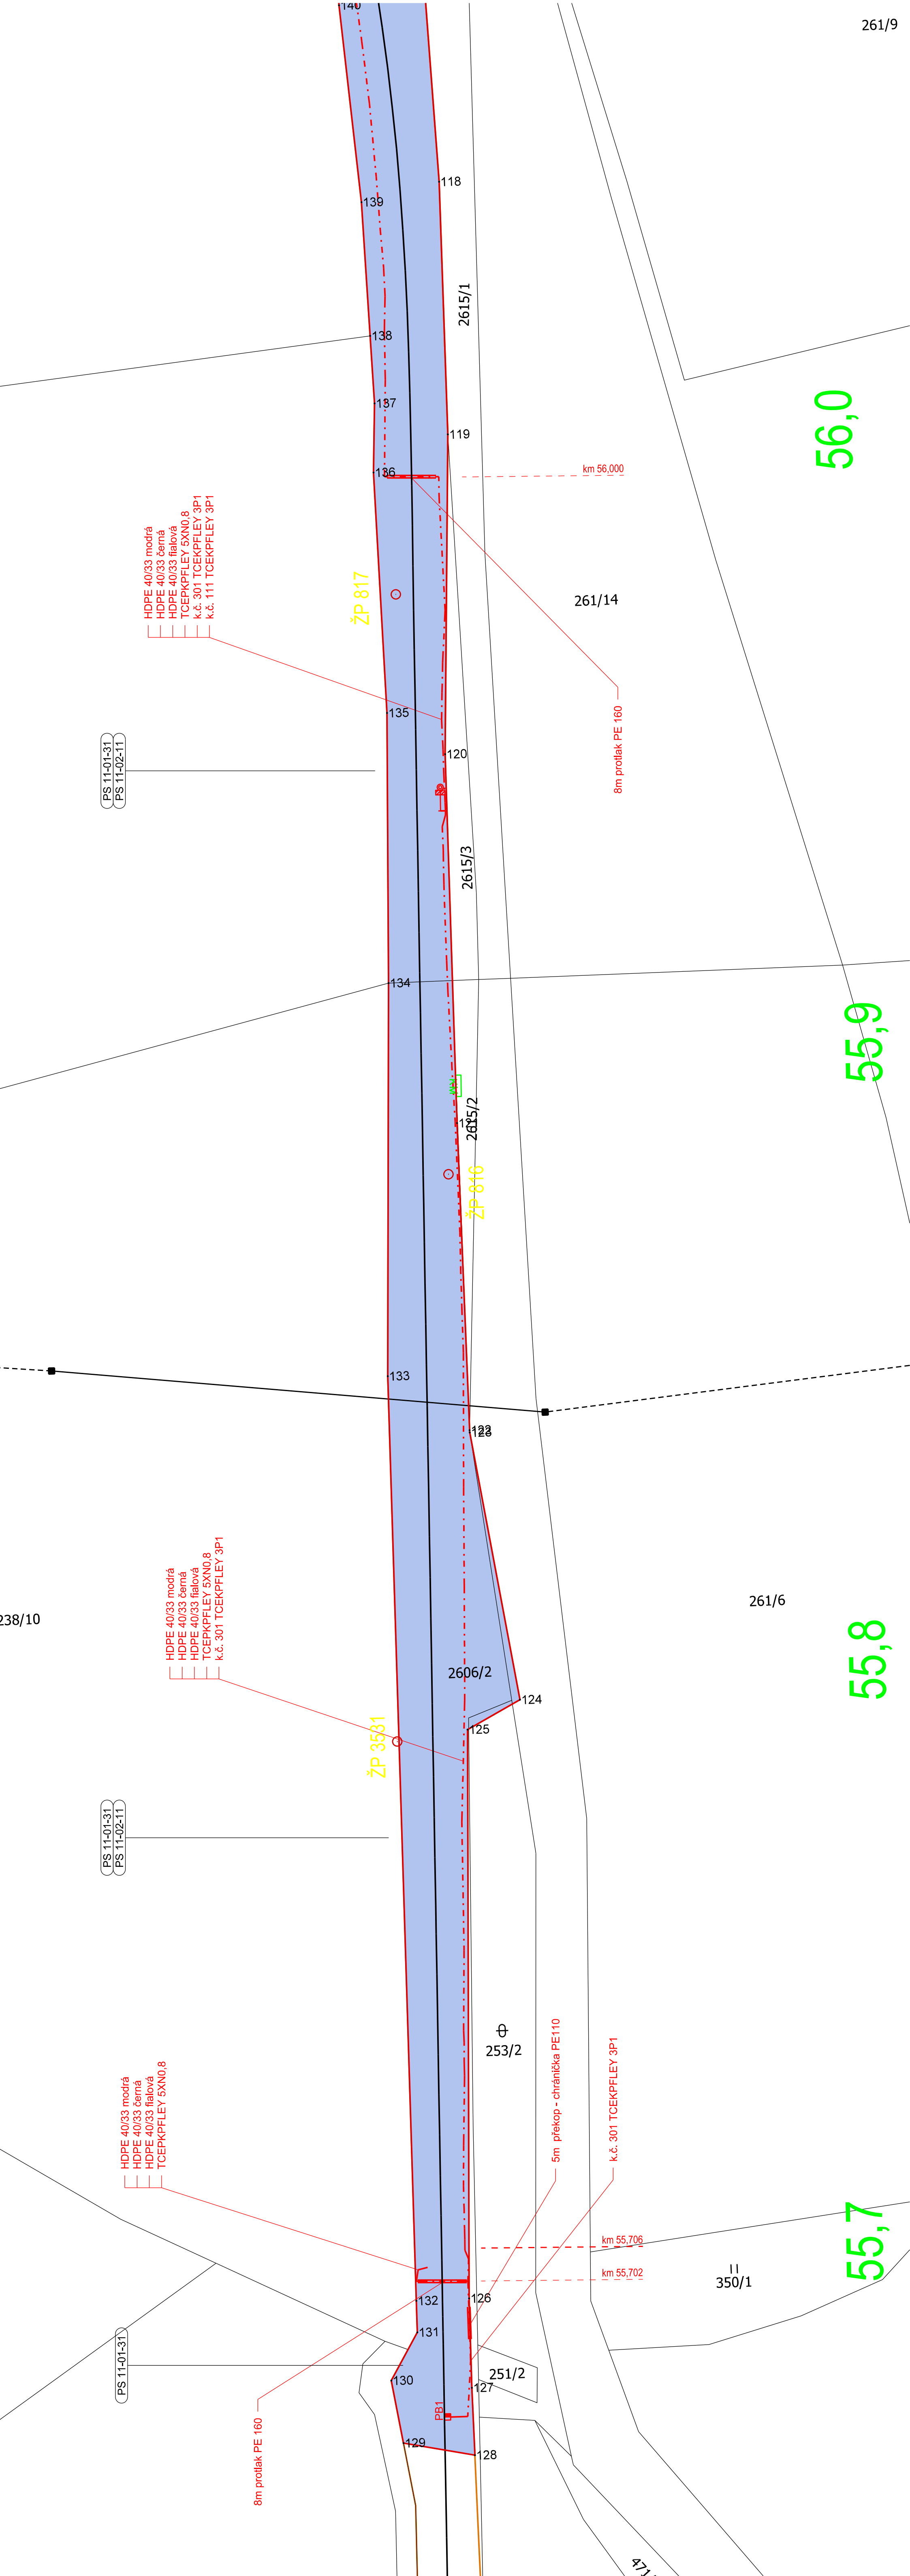 140
261/9
118
139
2615/1
138
137
56,0
119
136
km 56,000
HDPE 40/33 modrá
HDPE 40/33 černá
HDPE 40/33 fialová
TCEPKPFLEY 5XN0,8
k.č. 301 TCEKPFLEY 3P1
k.č. 111 TCEKPFLEY 3P1
ŽP 817
261/14
135
8m protlak PE 160
120
PS 11-01-31
PS 11-02-11
2615/3
134
55,9
2615/2
ŽP 816
133
122
123
HDPE 40/33 modrá
HDPE 40/33 černá
HDPE 40/33 fialová
TCEPKPFLEY 5XN0,8
k.č. 301 TCEKPFLEY 3P1
238/10
261/6
55,8
2606/2
124
125
ŽP 3531
PS 11-01-31
PS 11-02-11
253/2
HDPE 40/33 modrá
HDPE 40/33 černá
HDPE 40/33 fialová
TCEPKPFLEY 5XN0,8
5m překop - chránička PE110
k.č. 301 TCEKPFLEY 3P1
55,7
km 55,706
km 55,702
350/1
132
126
131
PS 11-01-31
251/2
130
127
PB1
129
128
8m protlak PE 160